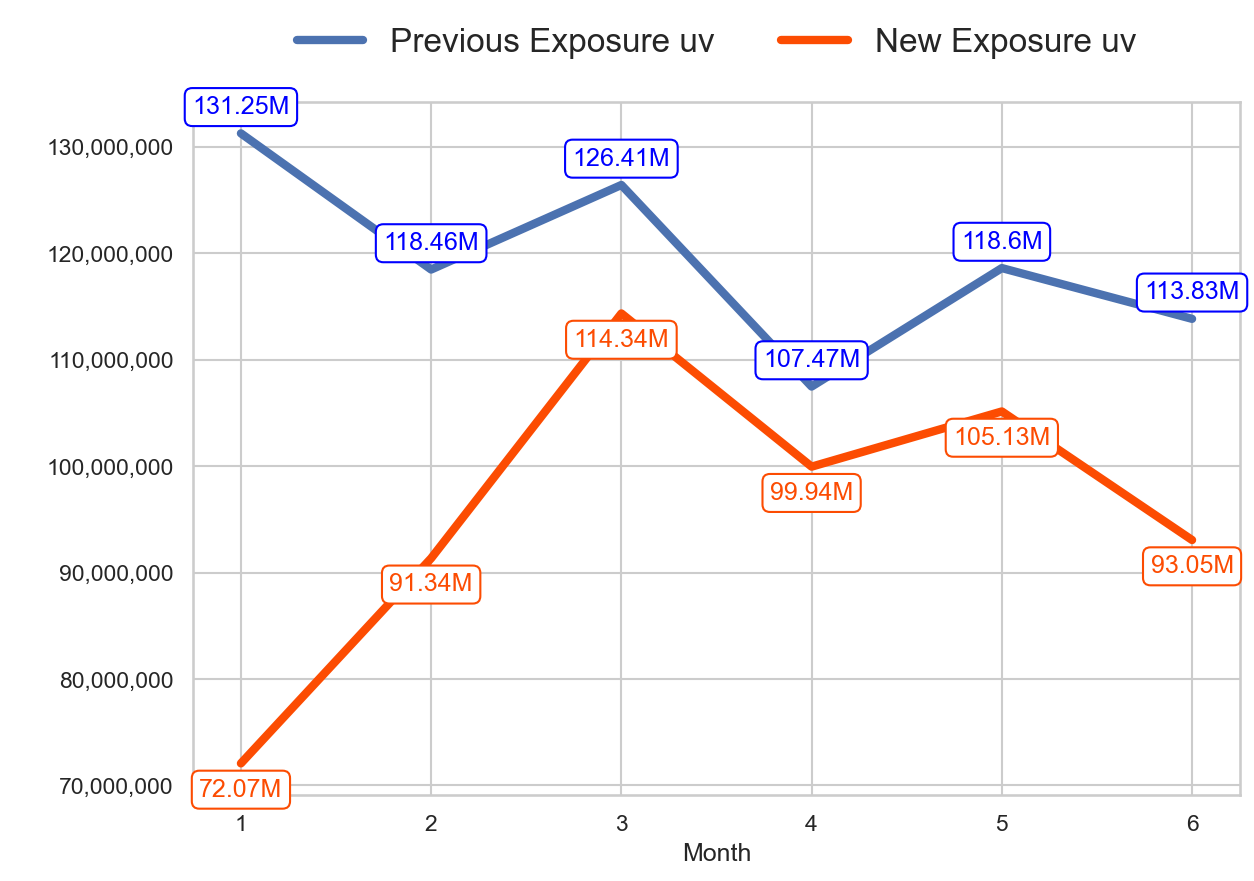 Previous Exposure uv New Exposure uv
131.25M
130,000,000
126.41M
118.46M
118.6M
120,000,000
113.83M
114.34M
107.47M
110,000,000
105.13M
100,000,000
99.94M
93.05M
91.34M
90,000,000
80,000,000
72.07M
70,000,000
1 2 3 4 5 6
Month